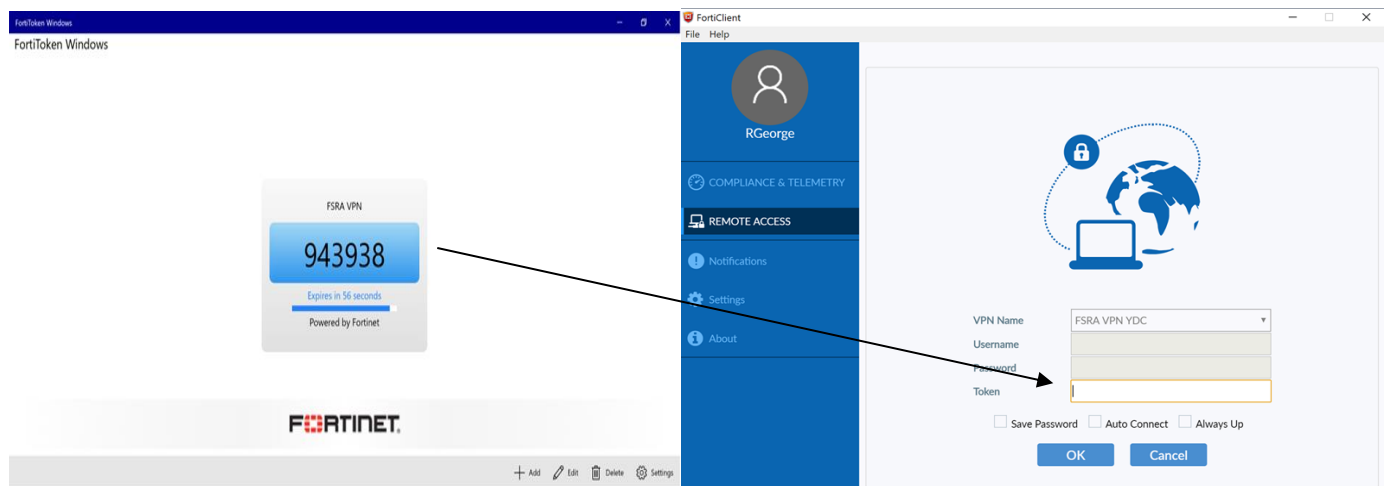 FortiToken Windows
FortiToken Windows
FSRA VPN
943938
Expires in 56 seconds
Powered by Fortinet
FORTINET
Add Edit Delete Settings
FortiClient
File Help
RGeorge
COMPLIANCE & TELEMETRY
REMOTE ACCESS
Notifications
Settings
About
VPN Name FSRA VPN YDC
Username
Password
Token
Save Password Auto Connect Always Up
OK Cancel